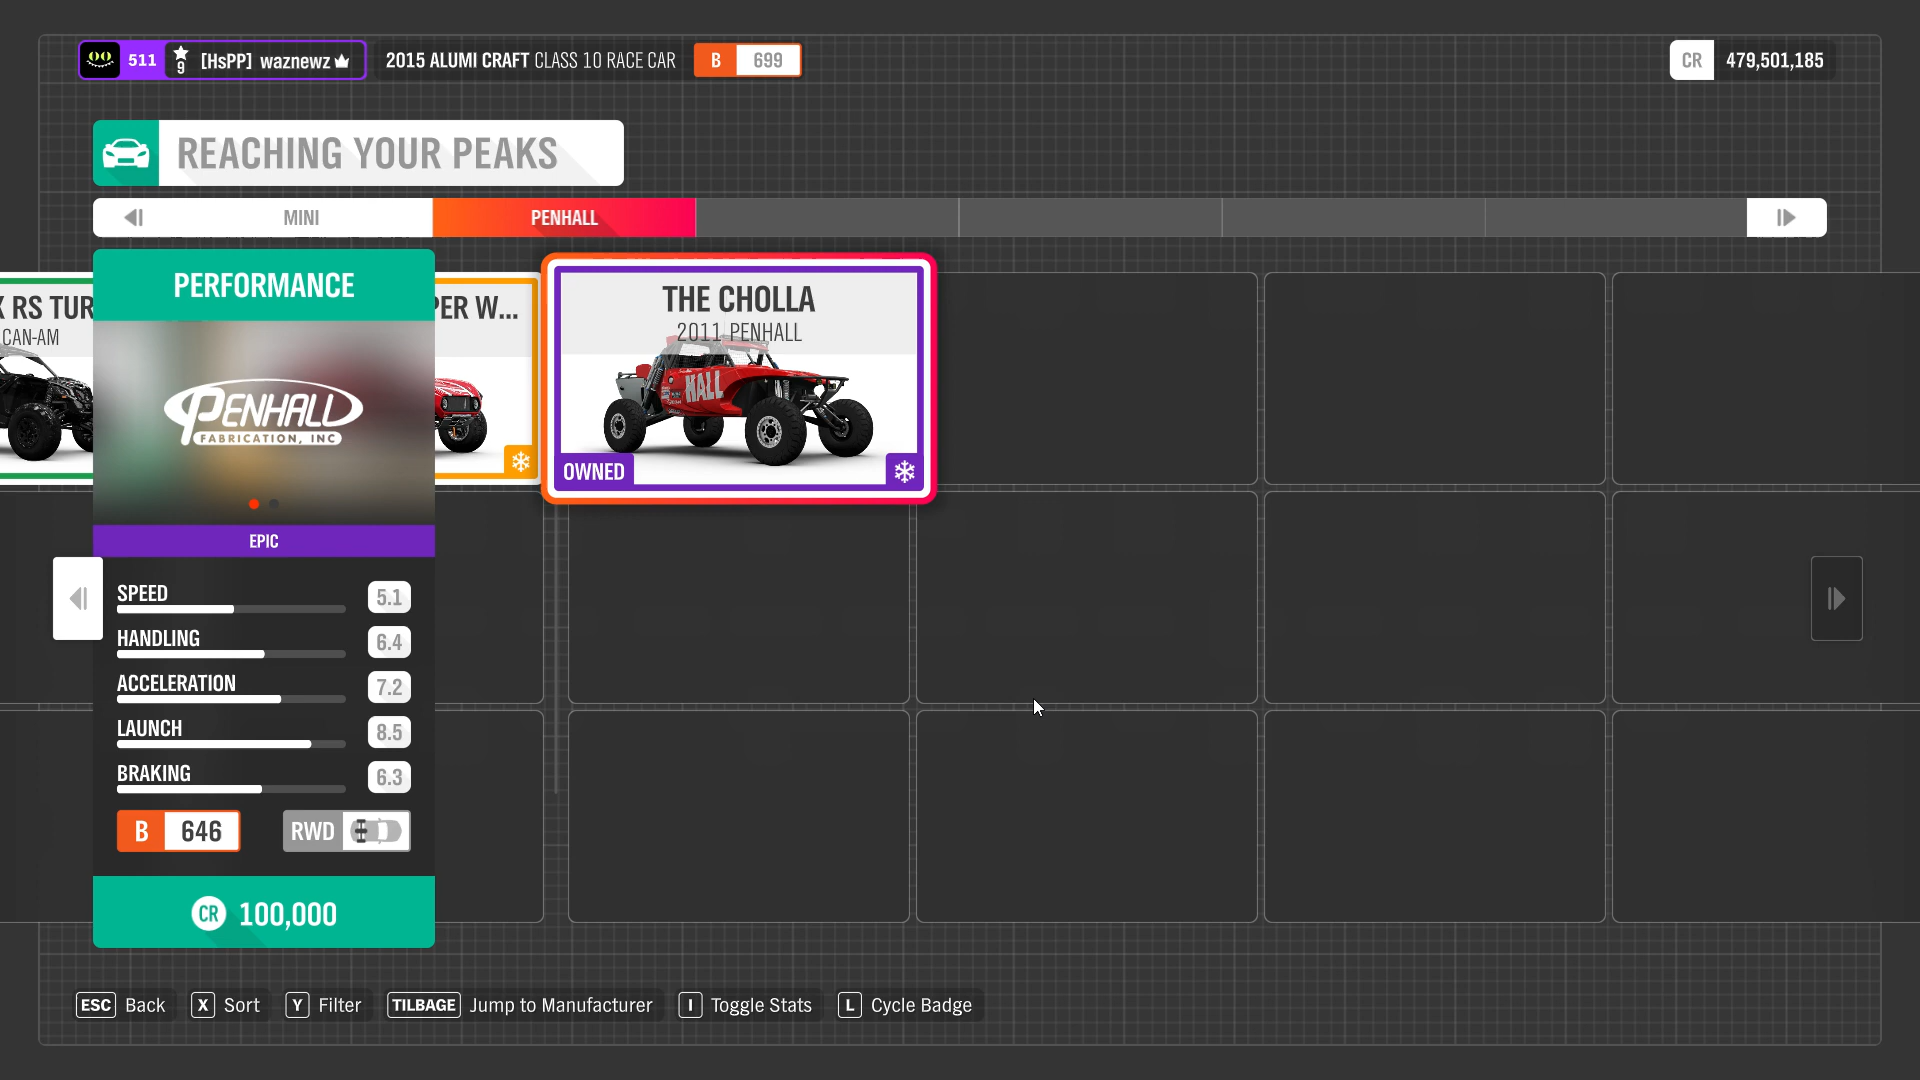 511 9 [HsPP] waznewz 2015 ALUMI CRAFT CLASS 10 RACE CAR B 699 CR 479,501,185
REACHING YOUR PEAKS
MINI PENHALL
PERFORMANCE
X RS TUR
CAN-AM
PER W...
THE CHOLLA
2011 PENHALL
HALL
OWNED
PENHALL
FABRICATION, INC
EPIC
SPEED 5.1
HANDLING 6.4
ACCELERATION 7.2
LAUNCH 8.5
BRAKING 6.3
B 646 RWD
CR 100,000
ESC Back X Sort Y Filter TILBAGE Jump to Manufacturer I Toggle Stats L Cycle Badge